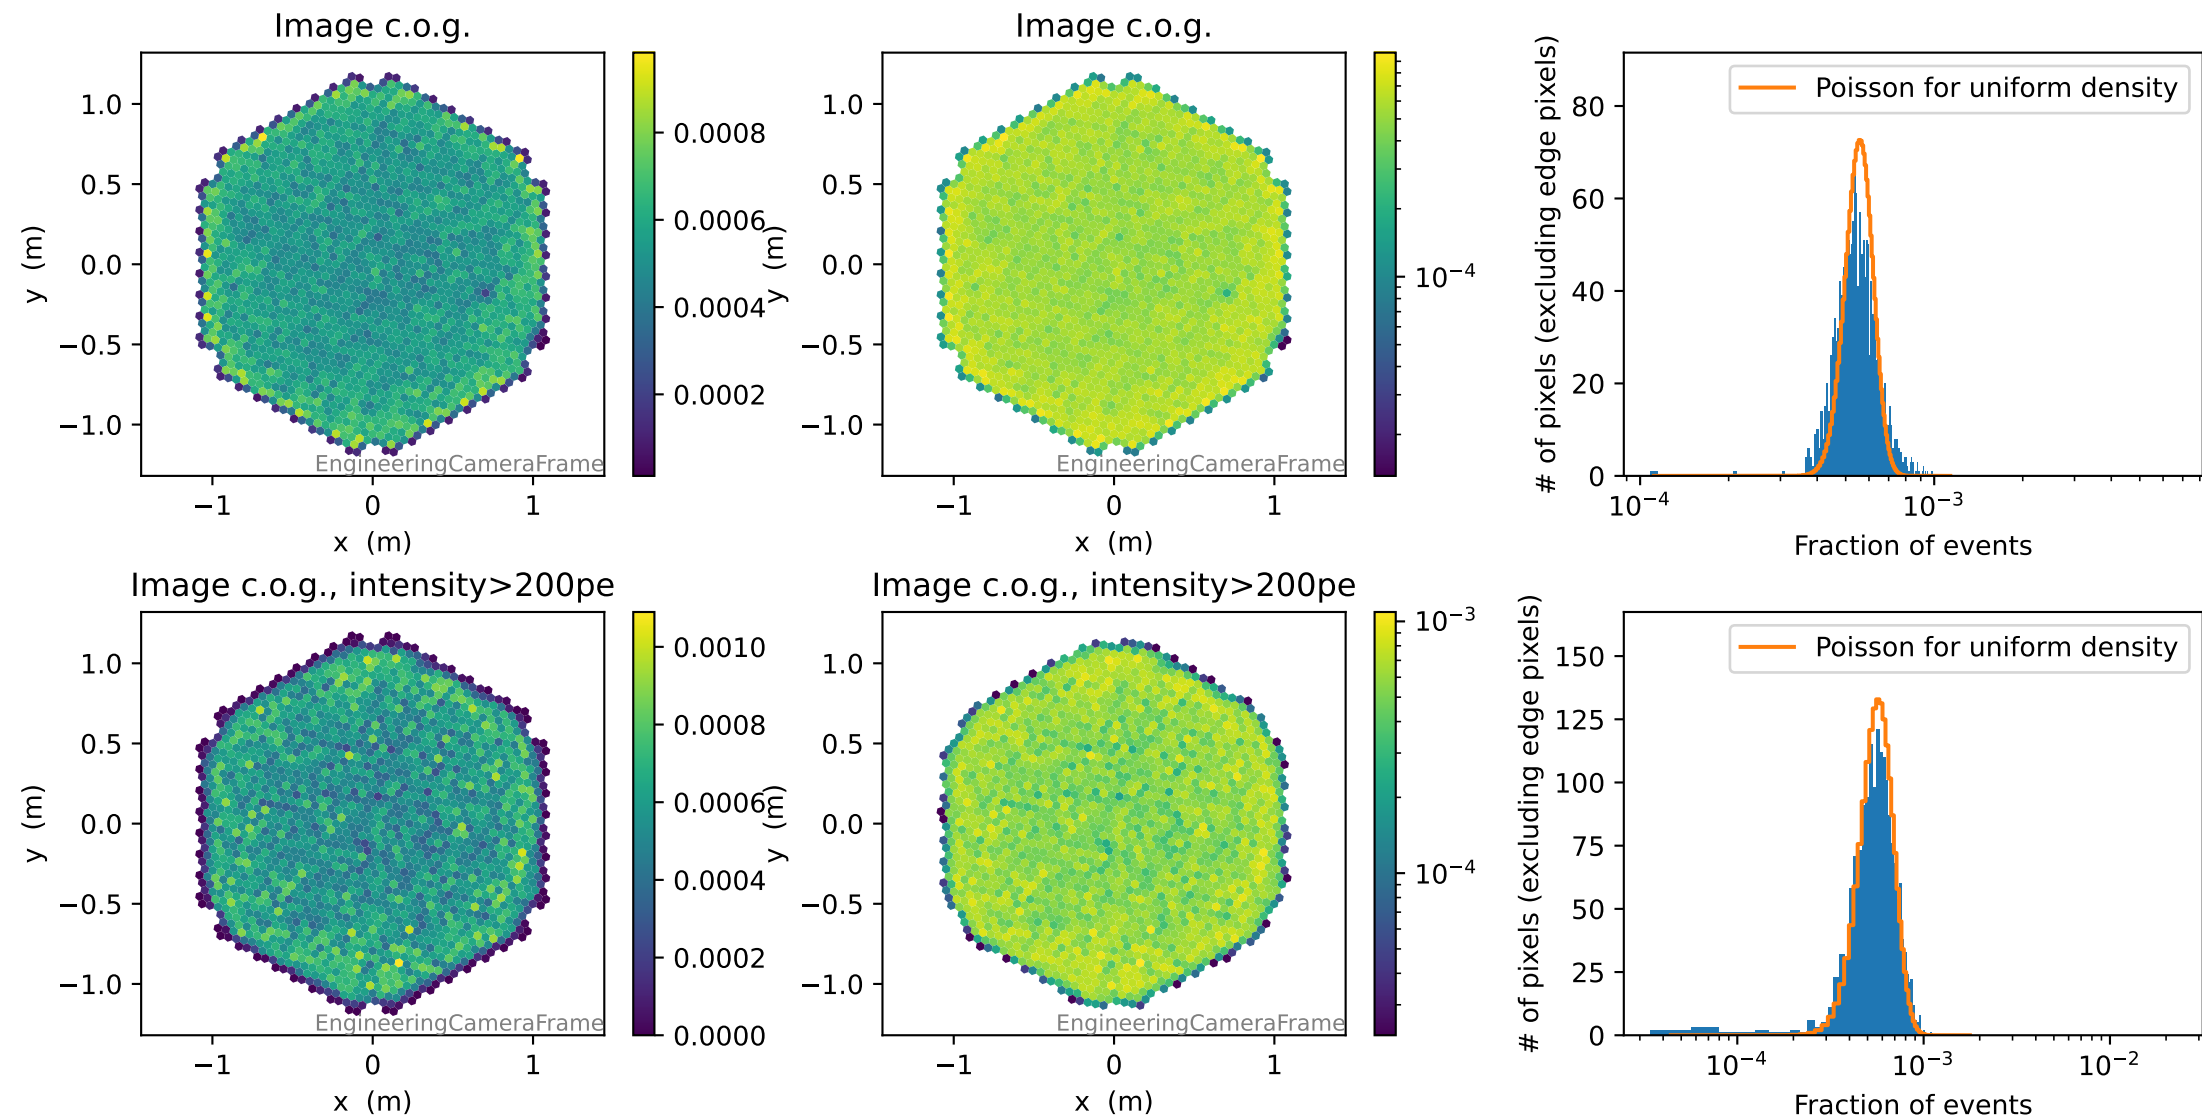 Image c.o.g.
1.0
0.5
0.0
−0.5
−1.0
y (m)
−1
0
1
x (m)
EngineeringCameraFrame
0.0008
0.0006
0.0004
0.0002
Image c.o.g.
1.0
0.5
0.0
−0.5
−1.0
y (m)
−1
0
1
x (m)
EngineeringCameraFrame
10⁻⁴
Poisson for uniform density
80
60
40
20
0
# of pixels (excluding edge pixels)
10⁻⁴
10⁻³
Fraction of events
Image c.o.g., intensity>200pe
1.0
0.5
0.0
−0.5
−1.0
y (m)
−1
0
1
x (m)
EngineeringCameraFrame
0.0010
0.0008
0.0006
0.0004
0.0002
0.0000
Image c.o.g., intensity>200pe
1.0
0.5
0.0
−0.5
−1.0
y (m)
−1
0
1
x (m)
EngineeringCameraFrame
10⁻³
10⁻⁴
Poisson for uniform density
150
125
100
75
50
25
0
# of pixels (excluding edge pixels)
10⁻⁴
10⁻³
10⁻²
Fraction of events